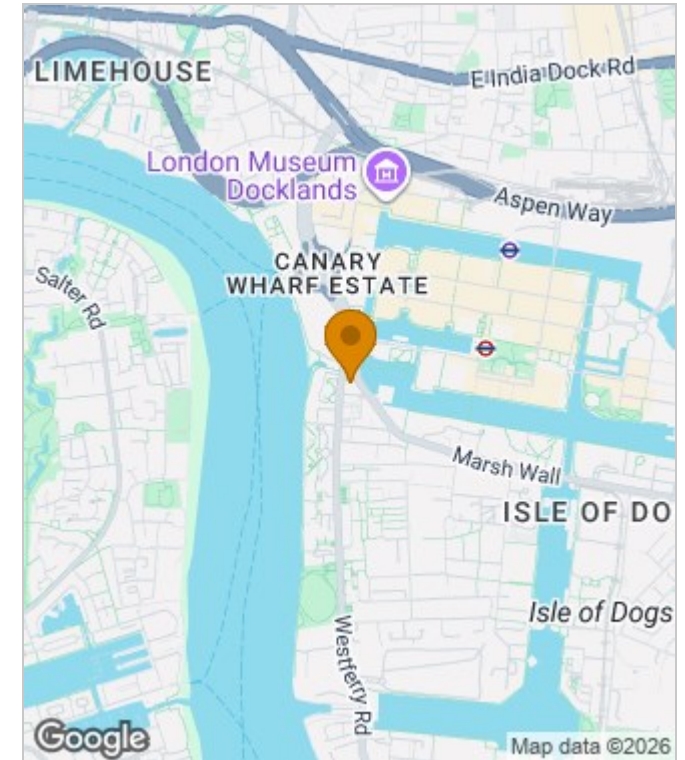 LIMEHOUSE
E India Dock Rd
London Museum
Docklands
Aspen Way
CANARY
WHARF ESTATE
Salter Rd
Marsh Wall
ISLE OF DO
Isle of Dogs
Westferry Rd
Google
Map data ©2026